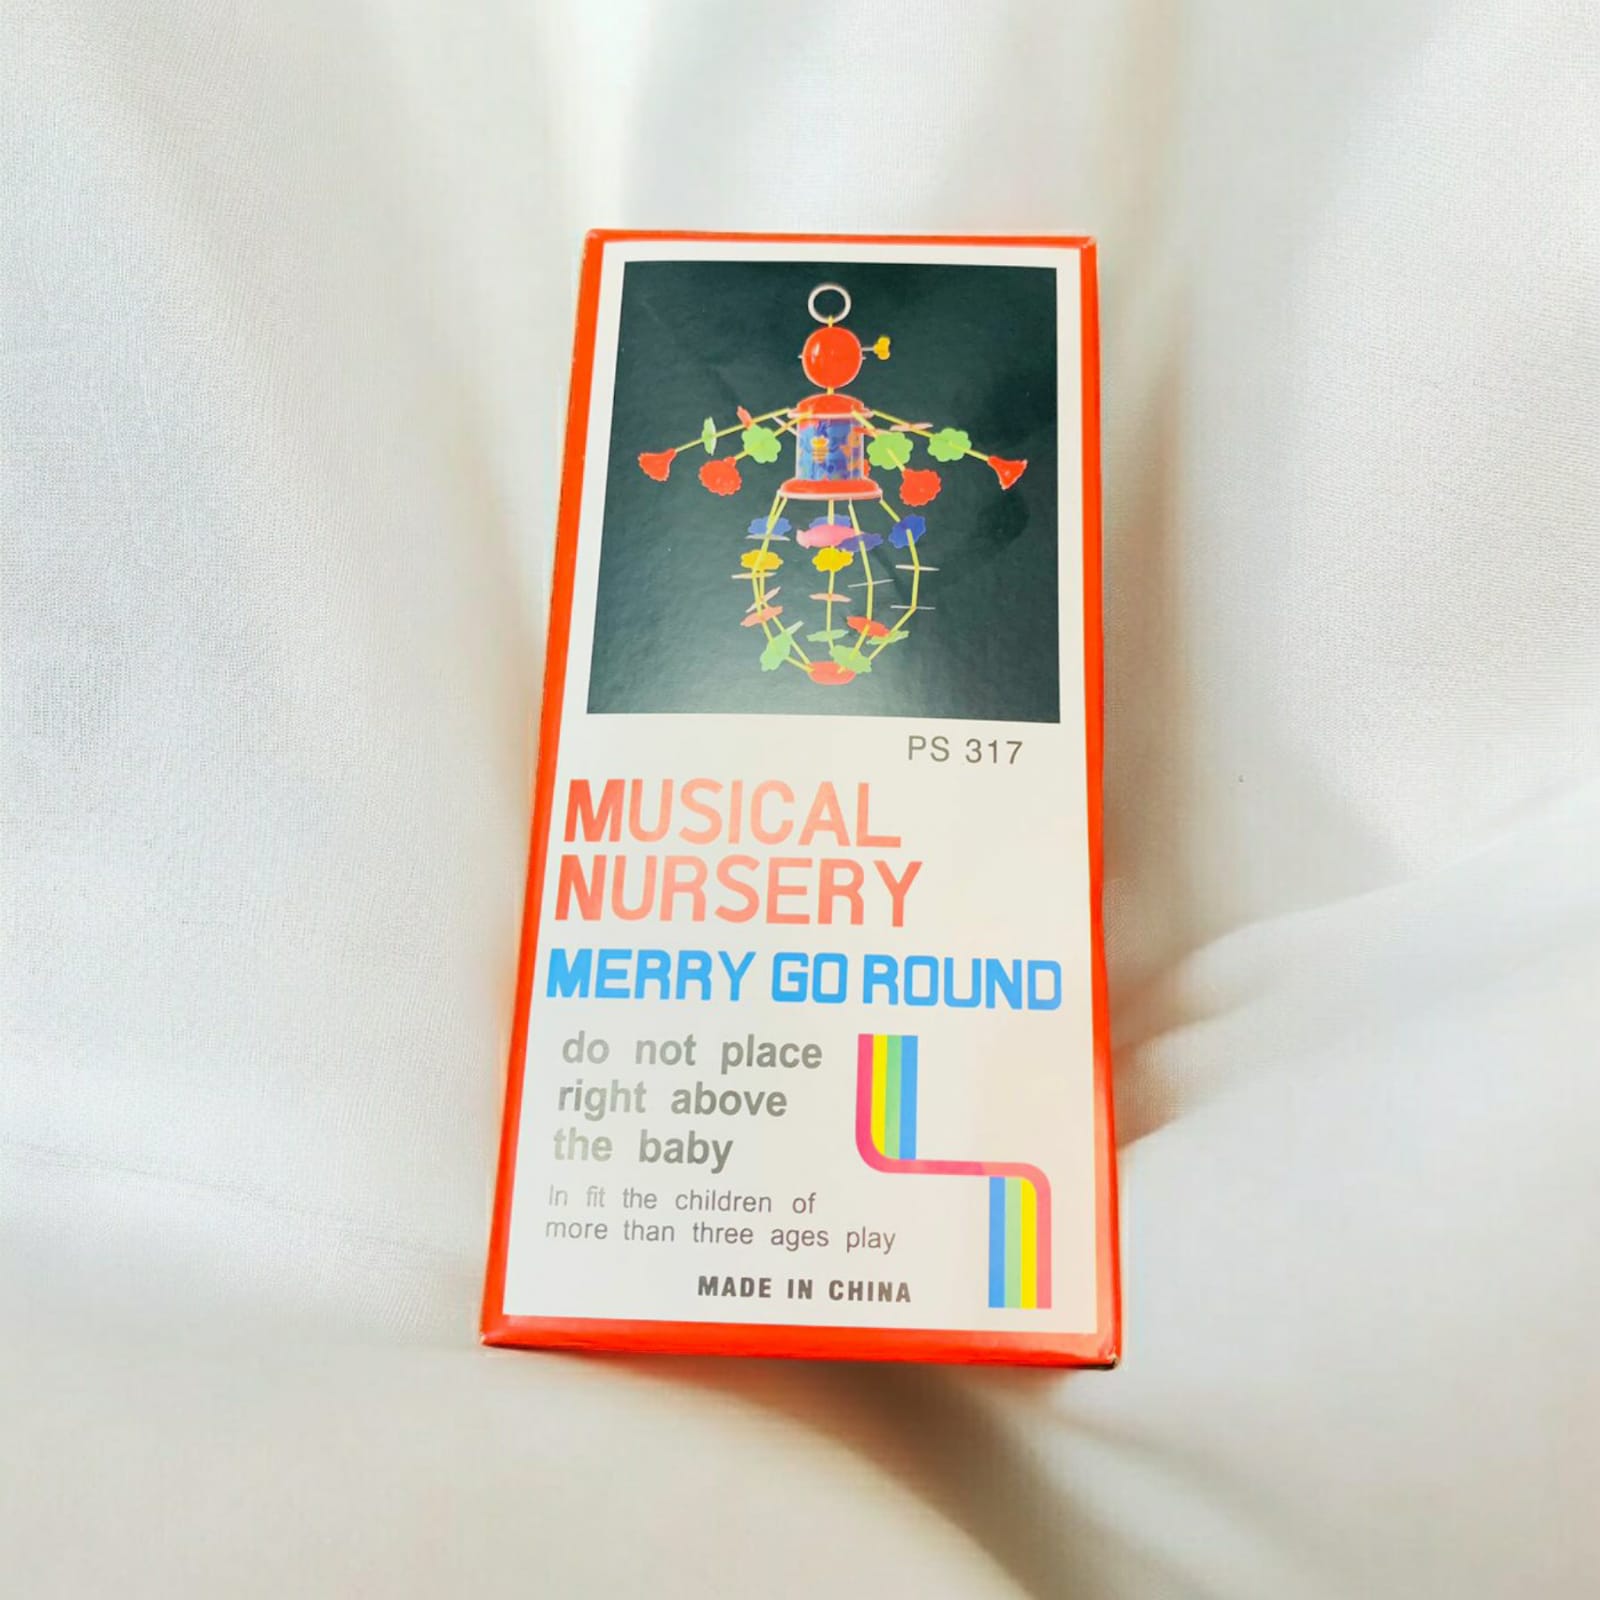 PS 317
MUSICAL
NURSERY
MERRY GO ROUND
do not place
right above
the baby
In fit the children of
more than three ages play
MADE IN CHINA